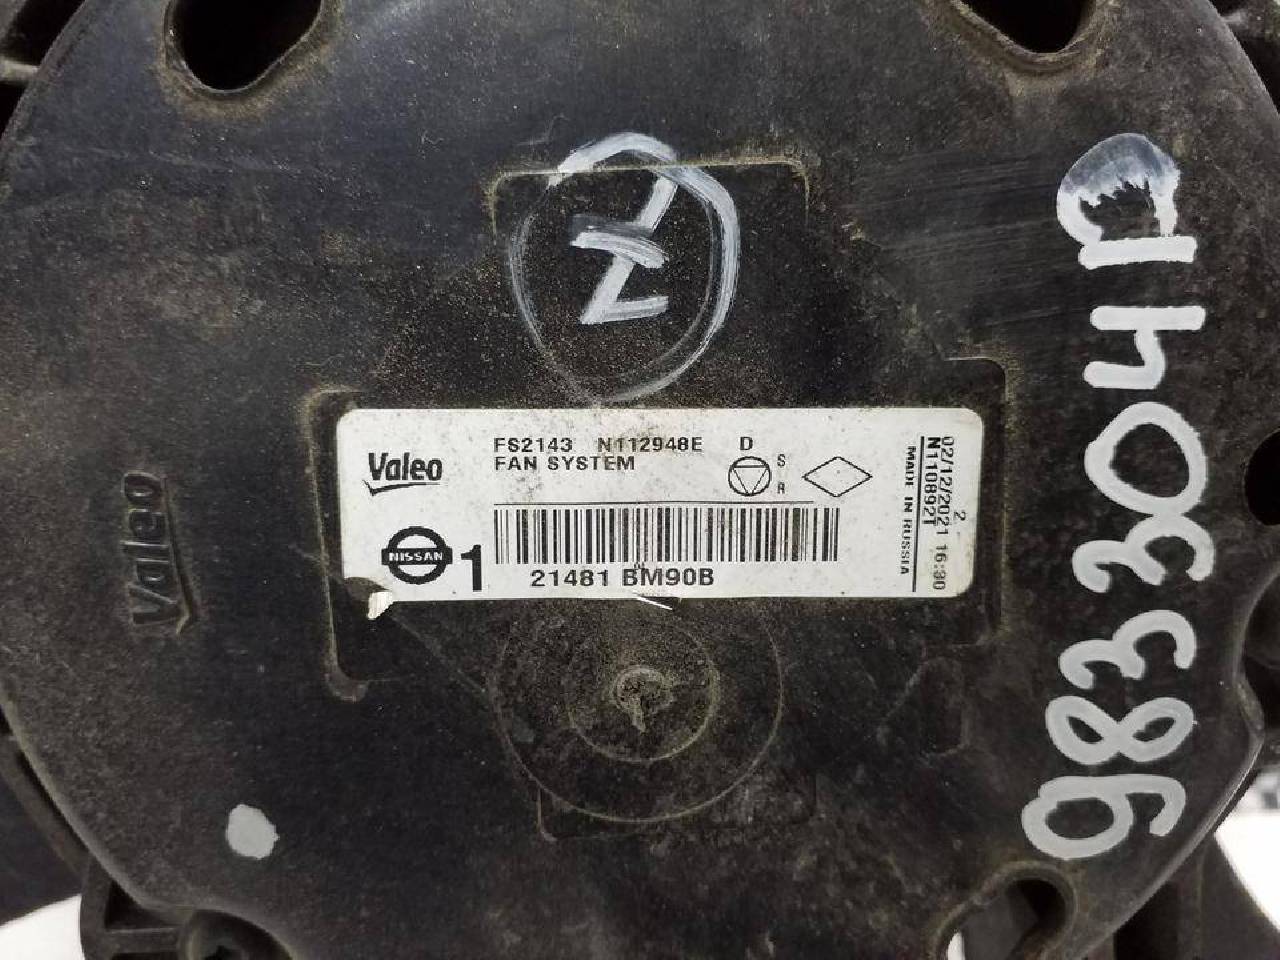 Valeo
FS2143 N112948E D
FAN SYSTEM
S
R
NISSAN
1
21481 BM90B
2
02/12/2021 16:30
N110892T
MADE IN RUSSIA
Valeo
983304